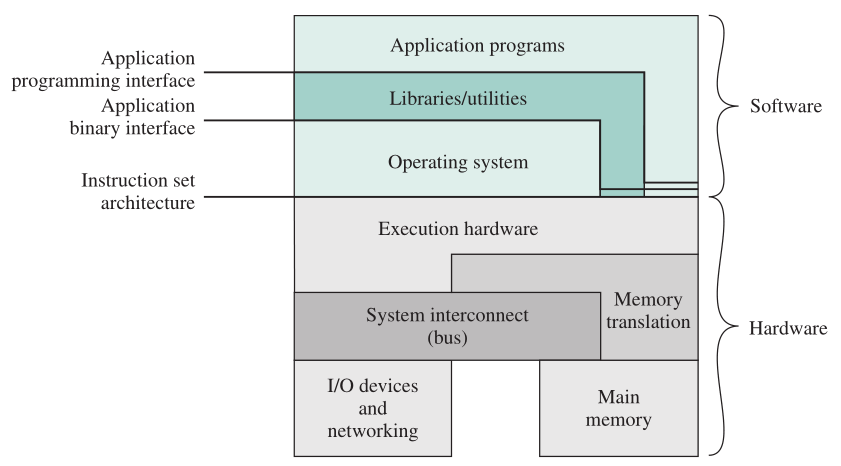 Application programs
Application
programming interface
Libraries/utilities
Application
binary interface
Software
Operating system
Instruction set
architecture
Execution hardware
Memory
translation
System interconnect
(bus)
Hardware
I/O devices
and
networking
Main
memory